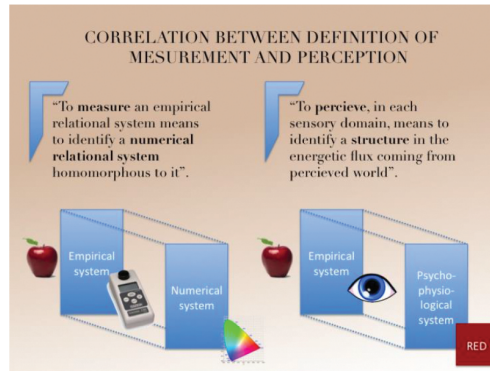 CORRELATION BETWEEN DEFINITION OF
MESUREMENT AND PERCEPTION
“To measure an empirical
relational system means
to identify a numerical
relational system
homomorphous to it”.
“To percieve, in each
sensory domain, means to
identify a structure in the
energetic flux coming from
percieved world”.
Empirical
system
Numerical
system
Empirical
system
Psycho-
physio-
logical
system
RED